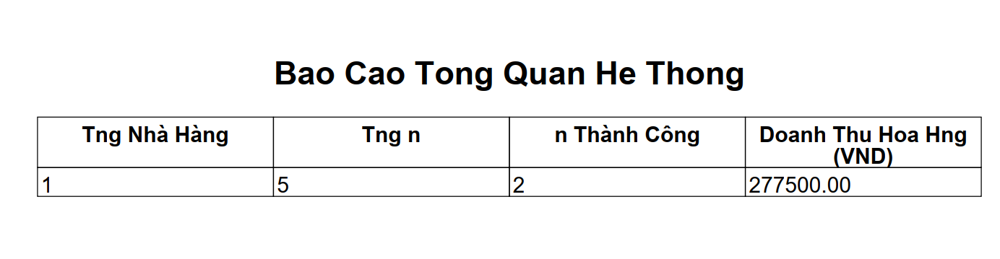 Bao Cao Tong Quan He Thong
Tng Nhà Hàng
Tng n
n Thành Công
Doanh Thu Hoa Hng
(VND)
1
5
2
277500.00